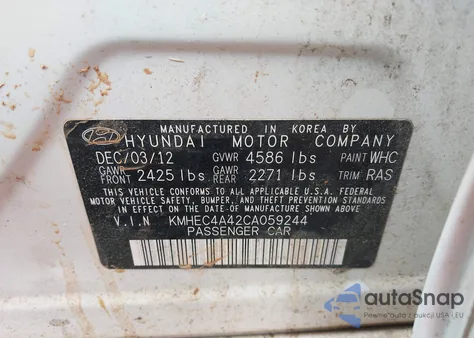 MANUFACTURED IN KOREA BY
HYUNDAI MOTOR COMPANY
DEC/03/12 GVWR 4586 lbs PAINT WHC
GAWR FRONT 2425 lbs GAWR REAR 2271 lbs TRIM RAS
THIS VEHICLE CONFORMS TO ALL APPLICABLE U.S.A. FEDERAL
MOTOR VEHICLE SAFETY, BUMPER, AND THEFT PREVENTION STANDARDS
IN EFFECT ON THE DATE OF MANUFACTURE SHOWN ABOVE.
V.I.N KMHEC4A42CA059244
PASSENGER CAR
autoSnap